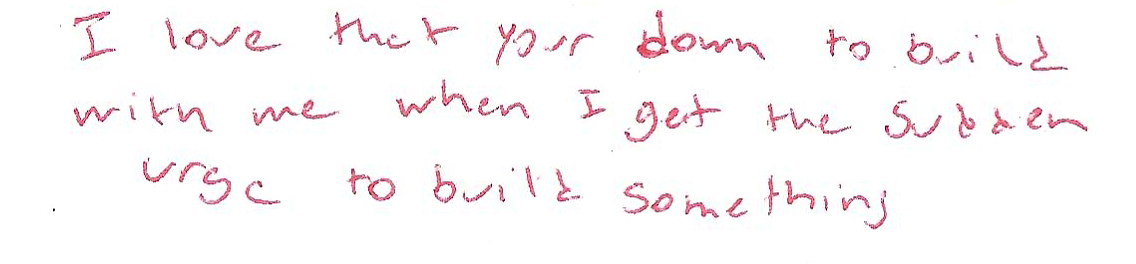 I love that your down to build
with me when I get the sudden
urge to build something